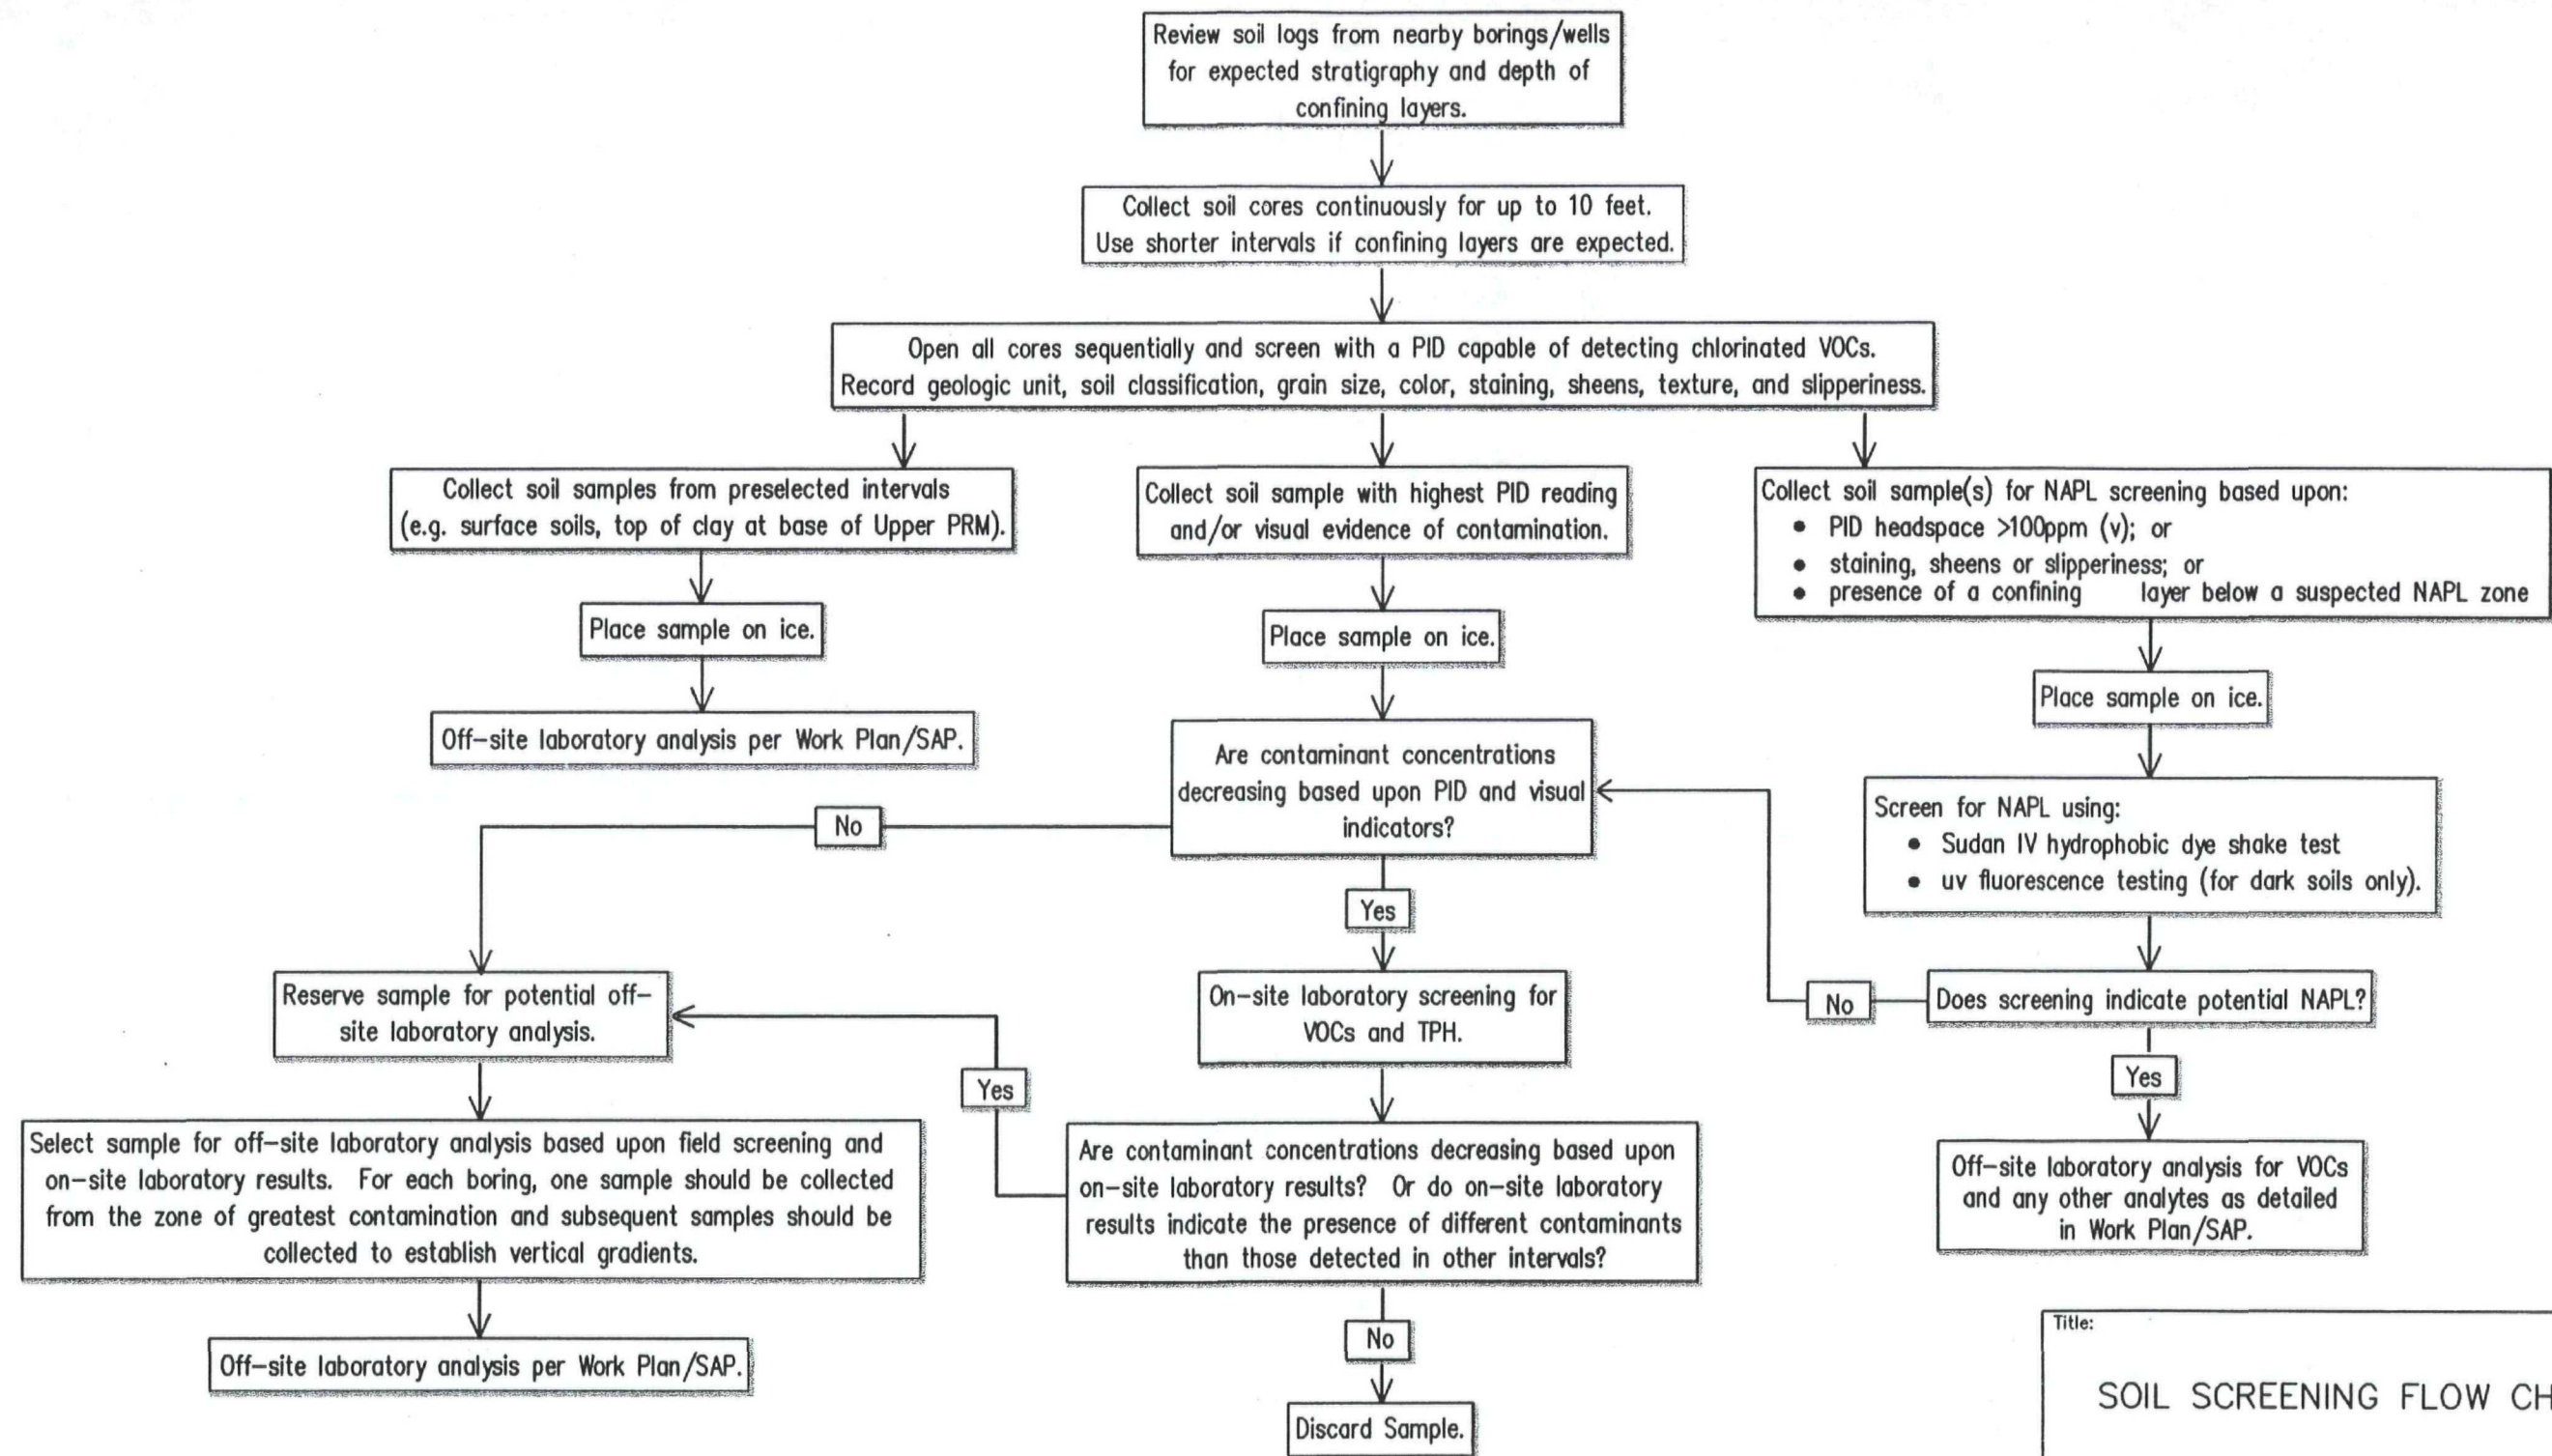 Review soil logs from nearby borings/wells
for expected stratigraphy and depth of
confining layers.
Collect soil cores continuously for up to 10 feet.
Use shorter intervals if confining layers are expected.
Open all cores sequentially and screen with a PID capable of detecting chlorinated VOCs.
Record geologic unit, soil classification, grain size, color, staining, sheens, texture, and slipperiness.
Collect soil samples from preselected intervals
(e.g. surface soils, top of clay at base of Upper PRM).
Place sample on ice.
Off-site laboratory analysis per Work Plan/SAP.
Collect soil sample with highest PID reading
and/or visual evidence of contamination.
Place sample on ice.
Are contaminant concentrations
decreasing based upon PID and visual
indicators?
No
Yes
Collect soil sample(s) for NAPL screening based upon:
• PID headspace >100ppm (v); or
• staining, sheens or slipperiness; or
• presence of a confining layer below a suspected NAPL zone
Place sample on ice.
Screen for NAPL using:
• Sudan IV hydrophobic dye shake test
• uv fluorescence testing (for dark soils only).
Does screening indicate potential NAPL?
No
Yes
Off-site laboratory analysis for VOCs
and any other analytes as detailed
in Work Plan/SAP.
On-site laboratory screening for
VOCs and TPH.
Are contaminant concentrations decreasing based upon
on-site laboratory results? Or do on-site laboratory
results indicate the presence of different contaminants
than those detected in other intervals?
Yes
No
Discard Sample.
Reserve sample for potential off-
site laboratory analysis.
Select sample for off-site laboratory analysis based upon field screening and
on-site laboratory results. For each boring, one sample should be collected
from the zone of greatest contamination and subsequent samples should be
collected to establish vertical gradients.
Off-site laboratory analysis per Work Plan/SAP.
Title:
SOIL SCREENING FLOW CH